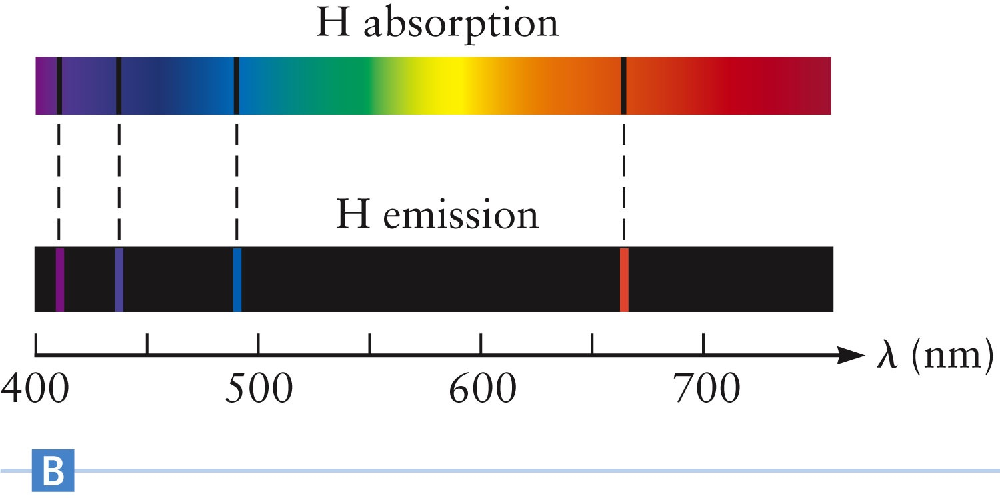 H absorption
H emission
λ (nm)
400 500 600 700
B